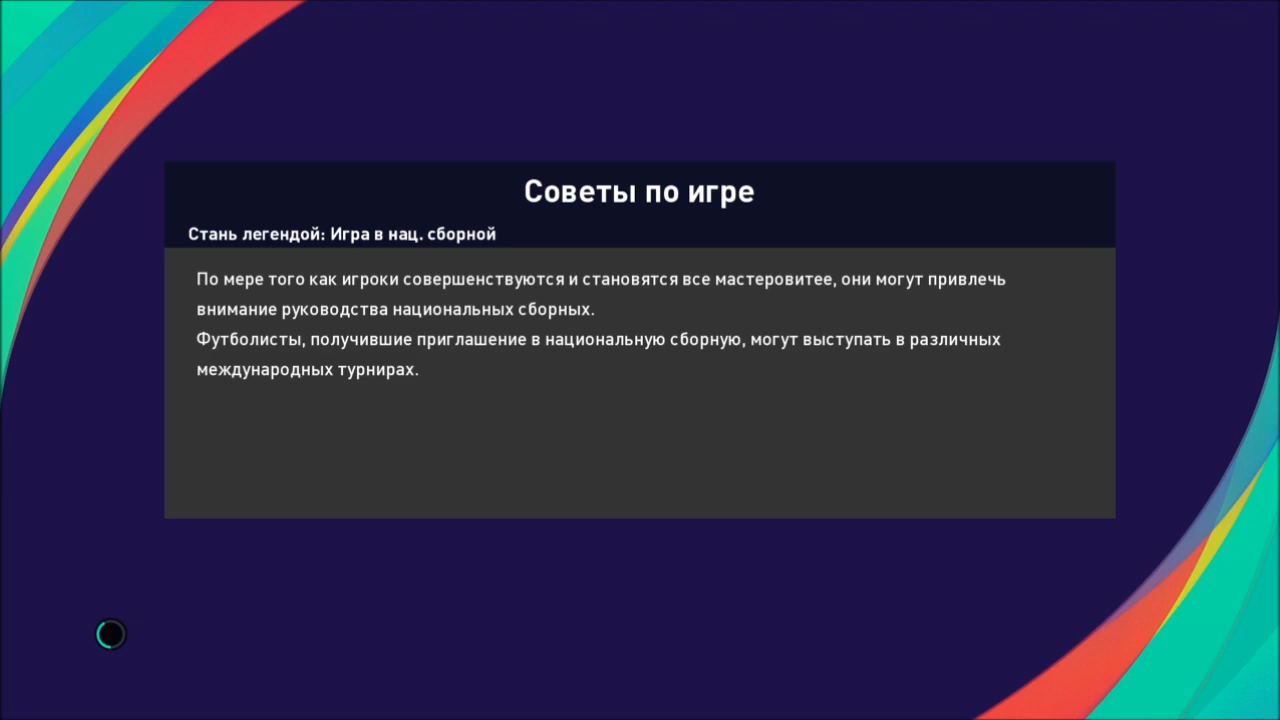 Советы по игре
Стань легендой: Игра в нац. сборной
По мере того как игроки совершенствуются и становятся все мастеровитее, они могут привлечь
внимание руководства национальных сборных.
Футболисты, получившие приглашение в национальную сборную, могут выступать в различных
международных турнирах.